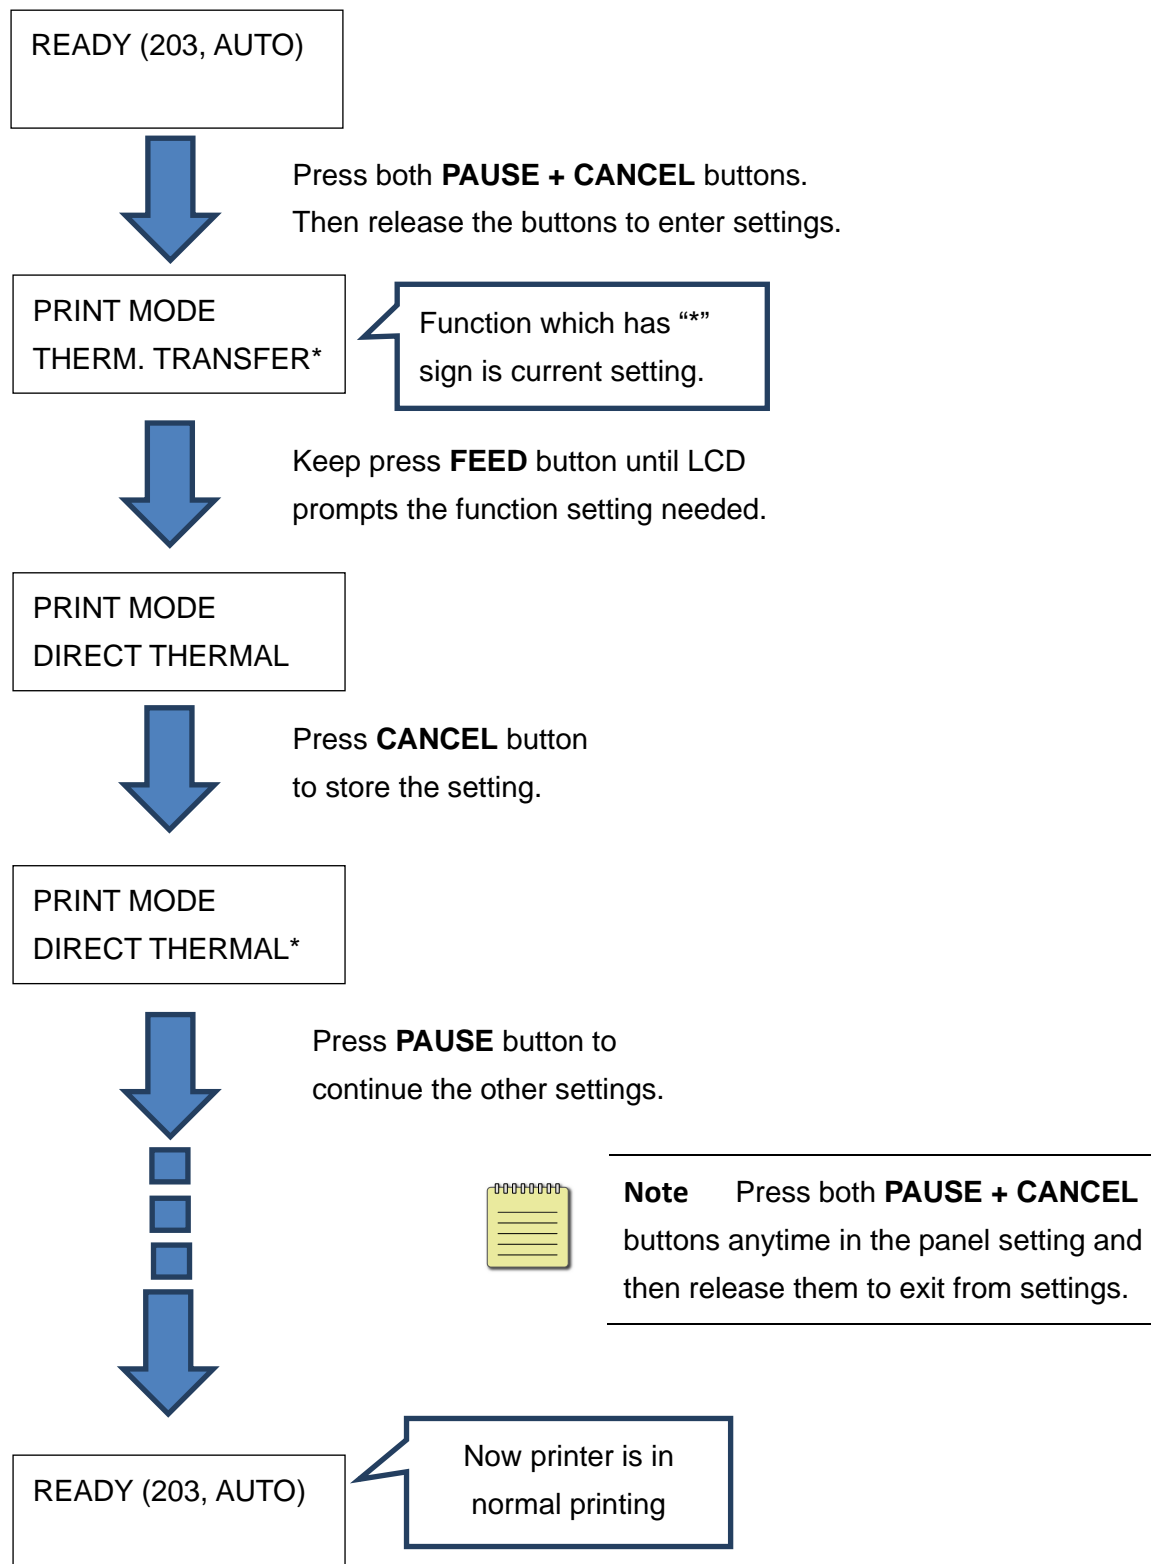 READY (203, AUTO)
Press both PAUSE + CANCEL buttons.
Then release the buttons to enter settings.
PRINT MODE
THERM. TRANSFER*
Function which has “*”
sign is current setting.
Keep press FEED button until LCD
prompts the function setting needed.
PRINT MODE
DIRECT THERMAL
Press CANCEL button
to store the setting.
PRINT MODE
DIRECT THERMAL*
Press PAUSE button to
continue the other settings.
Note Press both PAUSE + CANCEL
buttons anytime in the panel setting and
then release them to exit from settings.
READY (203, AUTO)
Now printer is in
normal printing